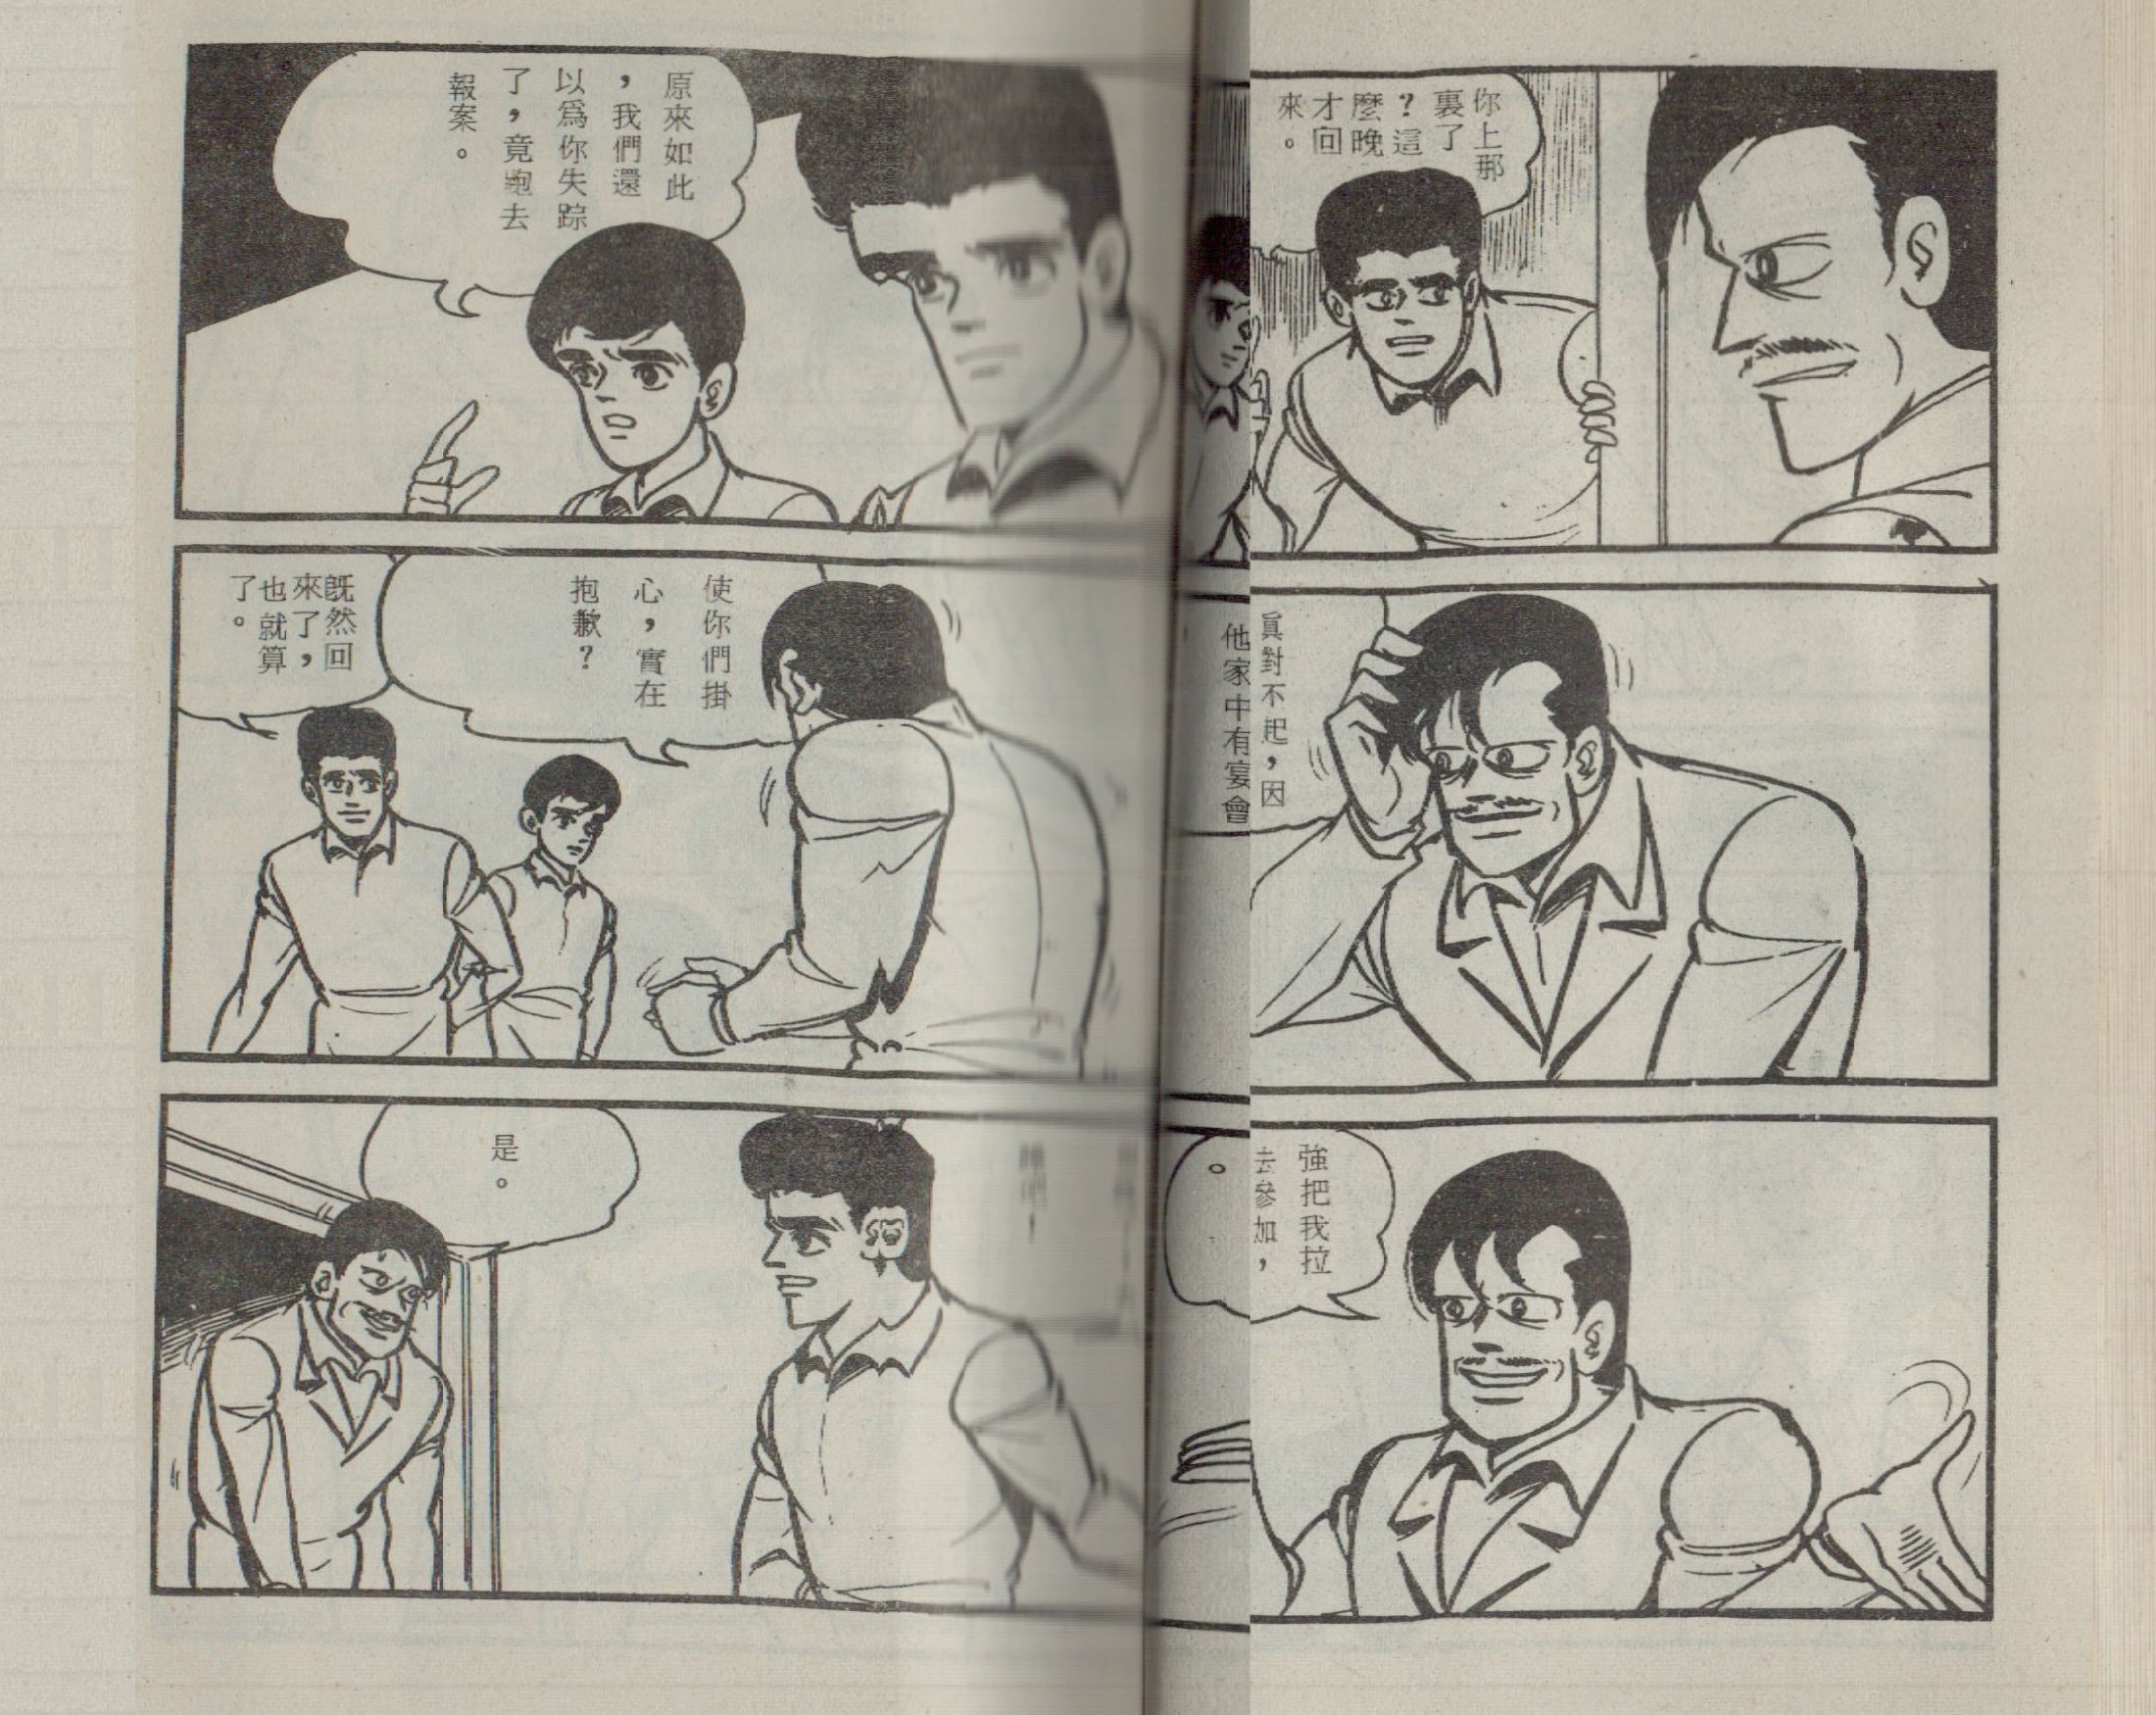 你上那
裏了
？這
麼晚
才回
來。
眞對不起，因
他家中有宴會
強把我拉
去參加，
。
原來如此
，我們還
以爲你失踪
了，竟跑去
報案。
使你們掛
心，實在
抱歉？
旣然回
來了，
也就算
了。
是。